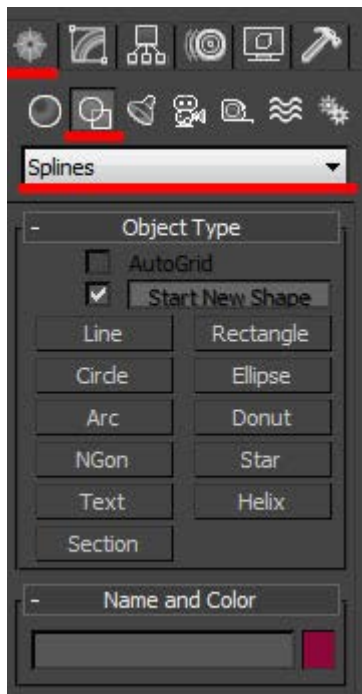 Splines
- Object Type
AutoGrid
Start New Shape
Line Rectangle
Circle Ellipse
Arc Donut
NGon Star
Text Helix
Section
- Name and Color